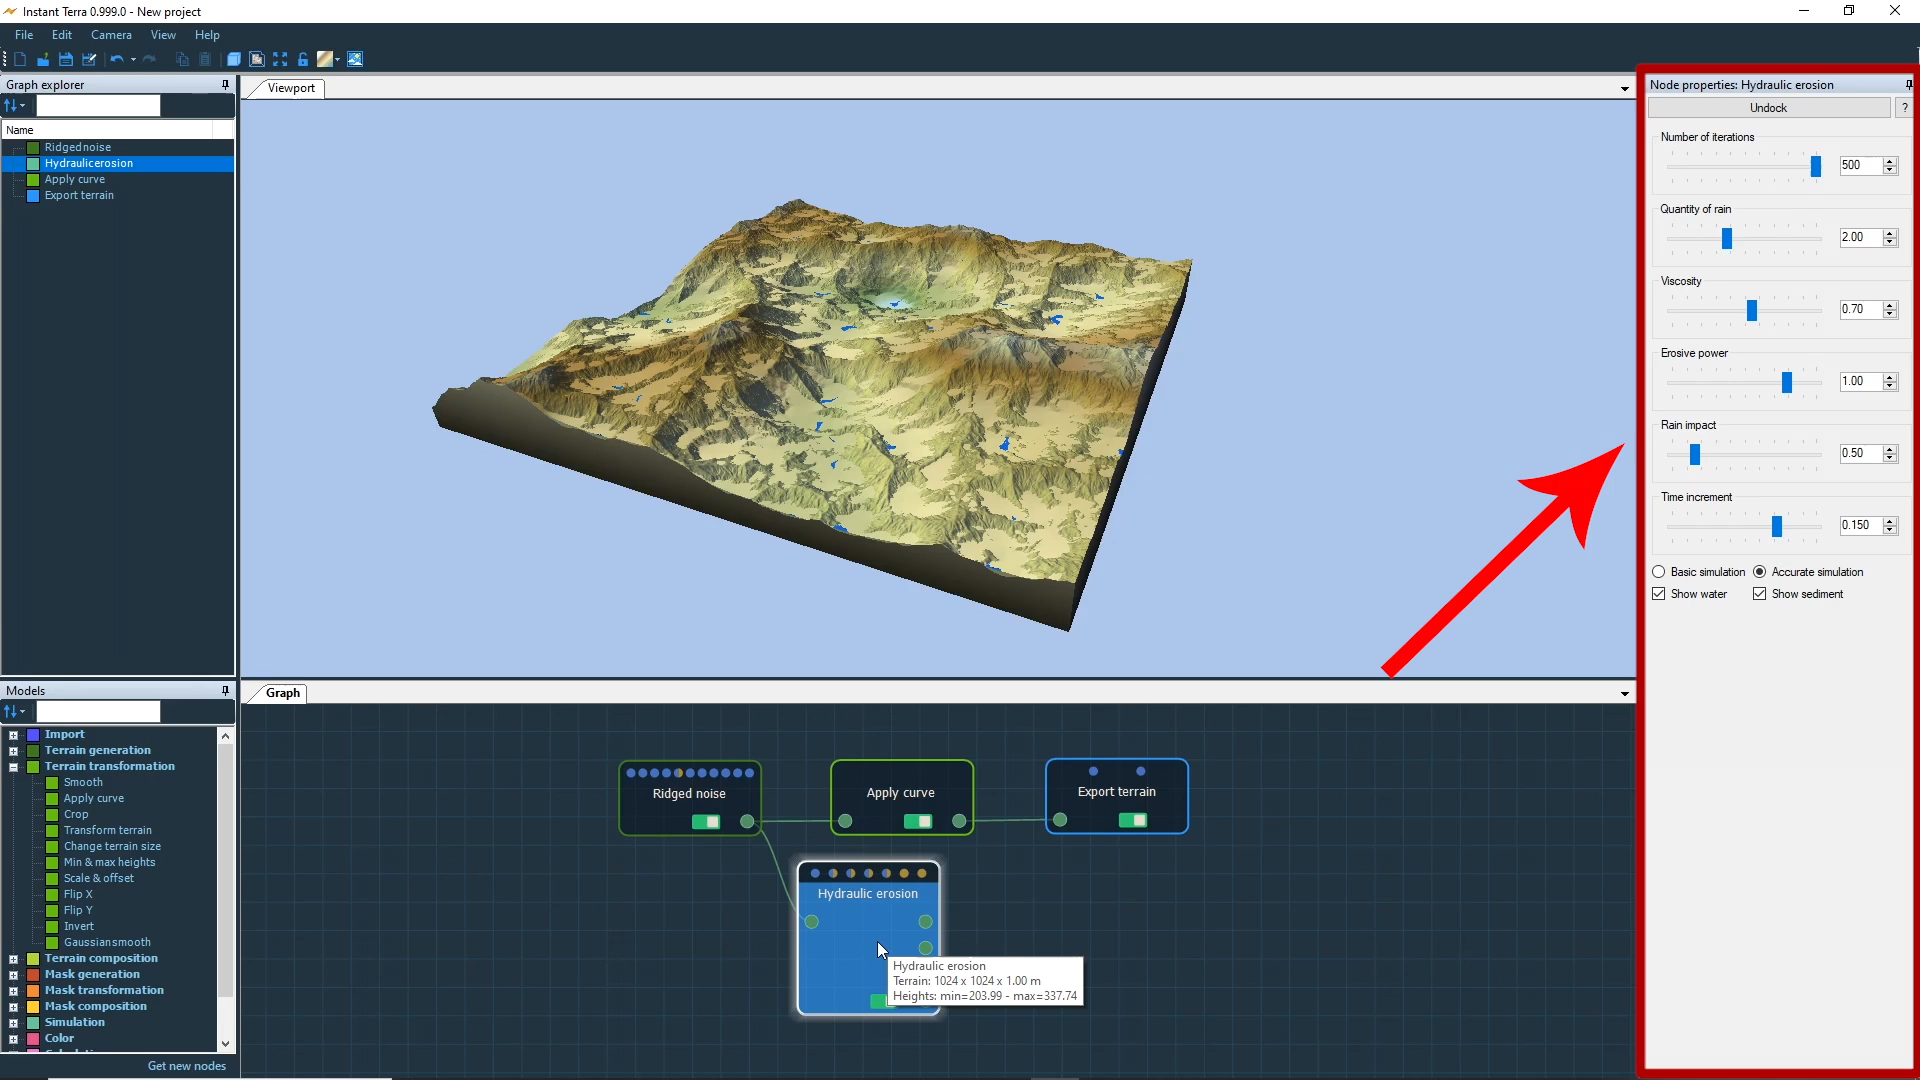 Instant Terra 0.999.0 - New project
File Edit Camera View Help
Graph explorer
Name
Ridged noise
Hydraulic erosion
Apply curve
Export terrain
Models
Import
Terrain generation
Terrain transformation
Smooth
Apply curve
Crop
Transform terrain
Change terrain size
Min & max heights
Scale & offset
Flip X
Flip Y
Invert
Gaussian smooth
Terrain composition
Mask generation
Mask transformation
Mask composition
Simulation
Color
Get new nodes
Viewport
Graph
Ridged noise
Apply curve
Export terrain
Hydraulic erosion
Hydraulic erosion
Terrain: 1024 x 1024 x 1.00 m
Heights: min=203.99 - max=337.74
Node properties: Hydraulic erosion
Undock ?
Number of iterations
500
Quantity of rain
2.00
Viscosity
0.70
Erosive power
1.00
Rain impact
0.50
Time increment
0.150
Basic simulation Accurate simulation
Show water Show sediment